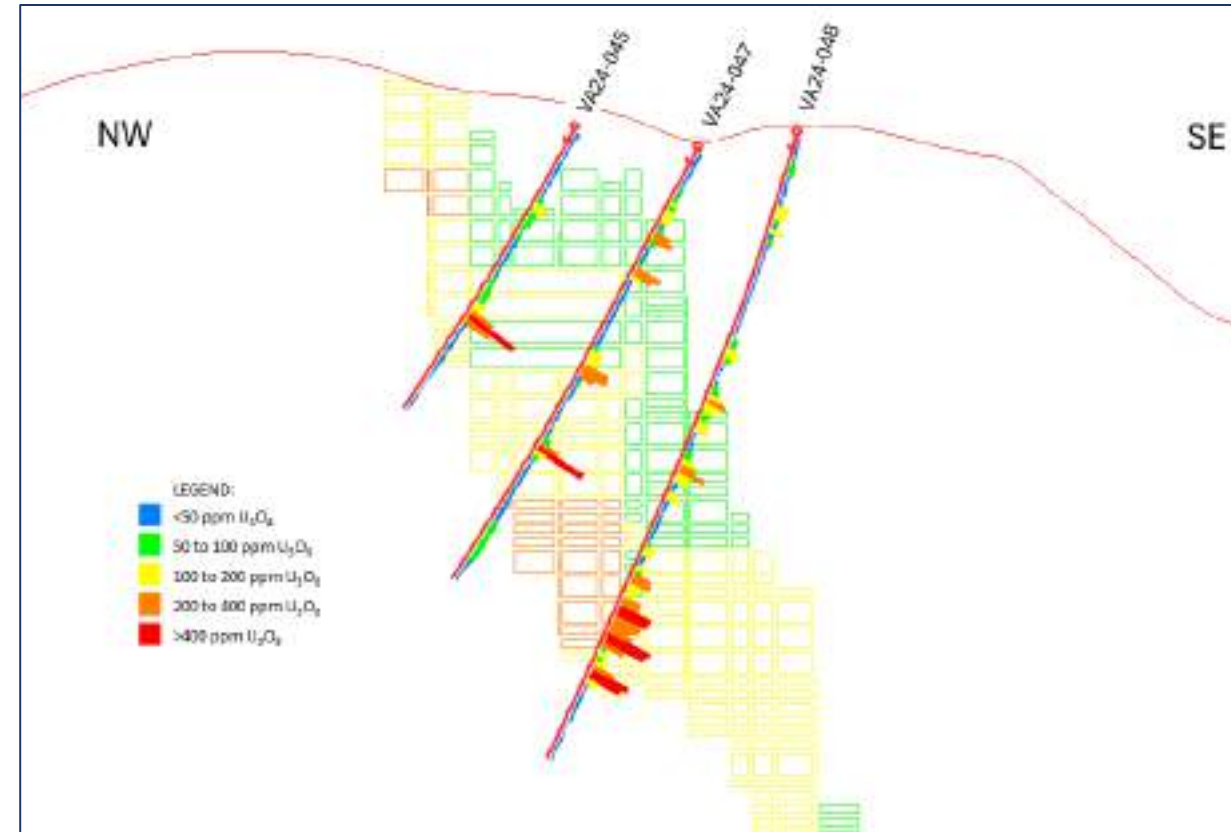 VA24-045
VA24-047
VA24-048
NW
SE
LEGEND:
<50 ppm U₃O₈
50 to 100 ppm U₃O₈
100 to 200 ppm U₃O₈
200 to 400 ppm U₃O₈
>400 ppm U₃O₈